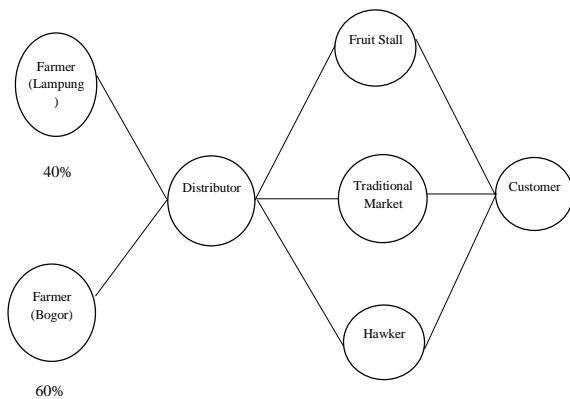 Farmer
(Lampung
)
40%
Farmer
(Bogor)
60%
Distributor
Fruit Stall
Traditional
Market
Hawker
Customer